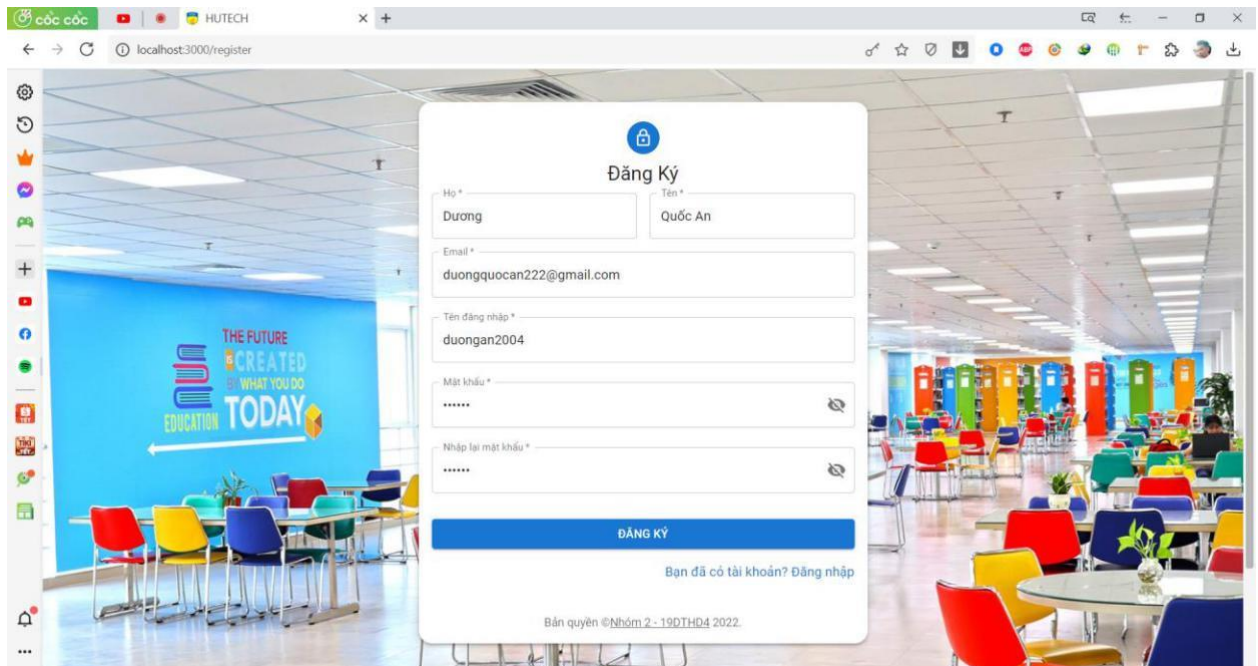 cốc cốc
HUTECH
localhost:3000/register
Đăng Ký
Họ *
Dương
Tên *
Quốc An
Email *
duongquocan222@gmail.com
Tên đăng nhập *
duongan2004
Mật khẩu *
••••••
Nhập lại mật khẩu *
••••••
ĐĂNG KÝ
Bạn đã có tài khoản? Đăng nhập
Bản quyền ©Nhóm 2 - 19DTHD4 2022.
THE FUTURE
IS CREATED
BY WHAT YOU DO
TODAY
EDUCATION
ABP